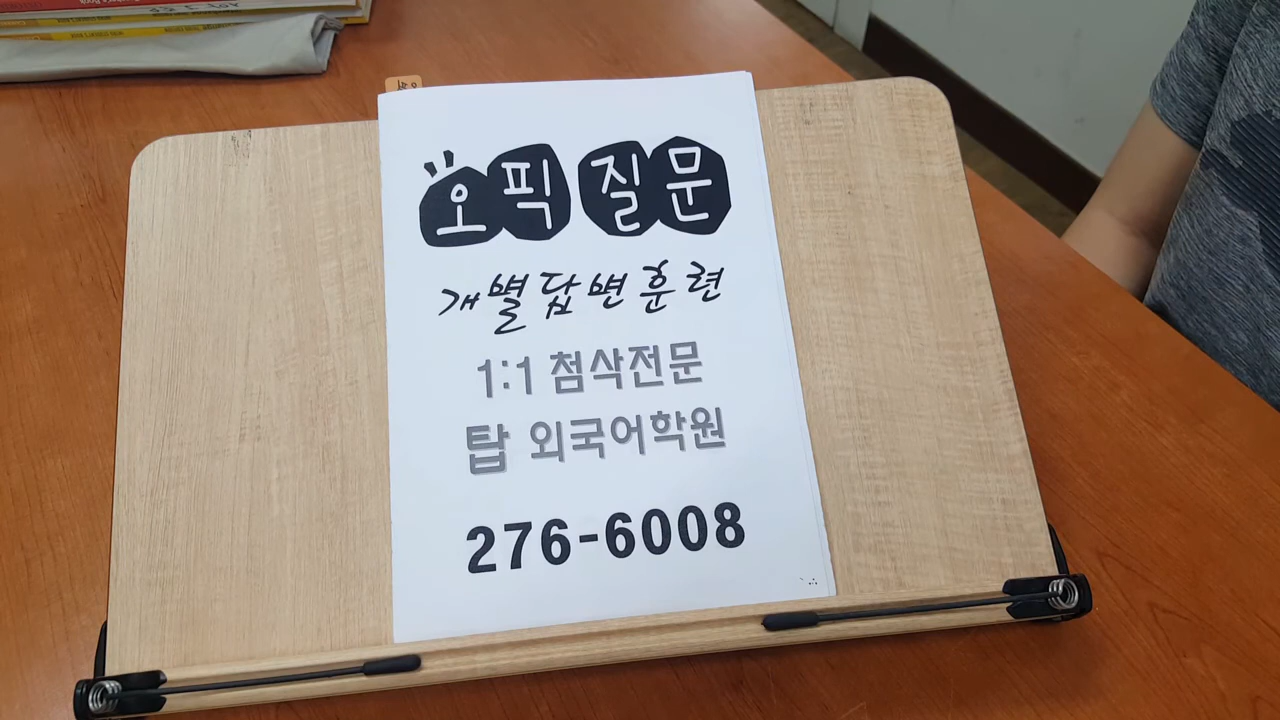 오픽 질문
개별답변훈련
1:1 첨삭전문
탑 외국어학원
276-6008